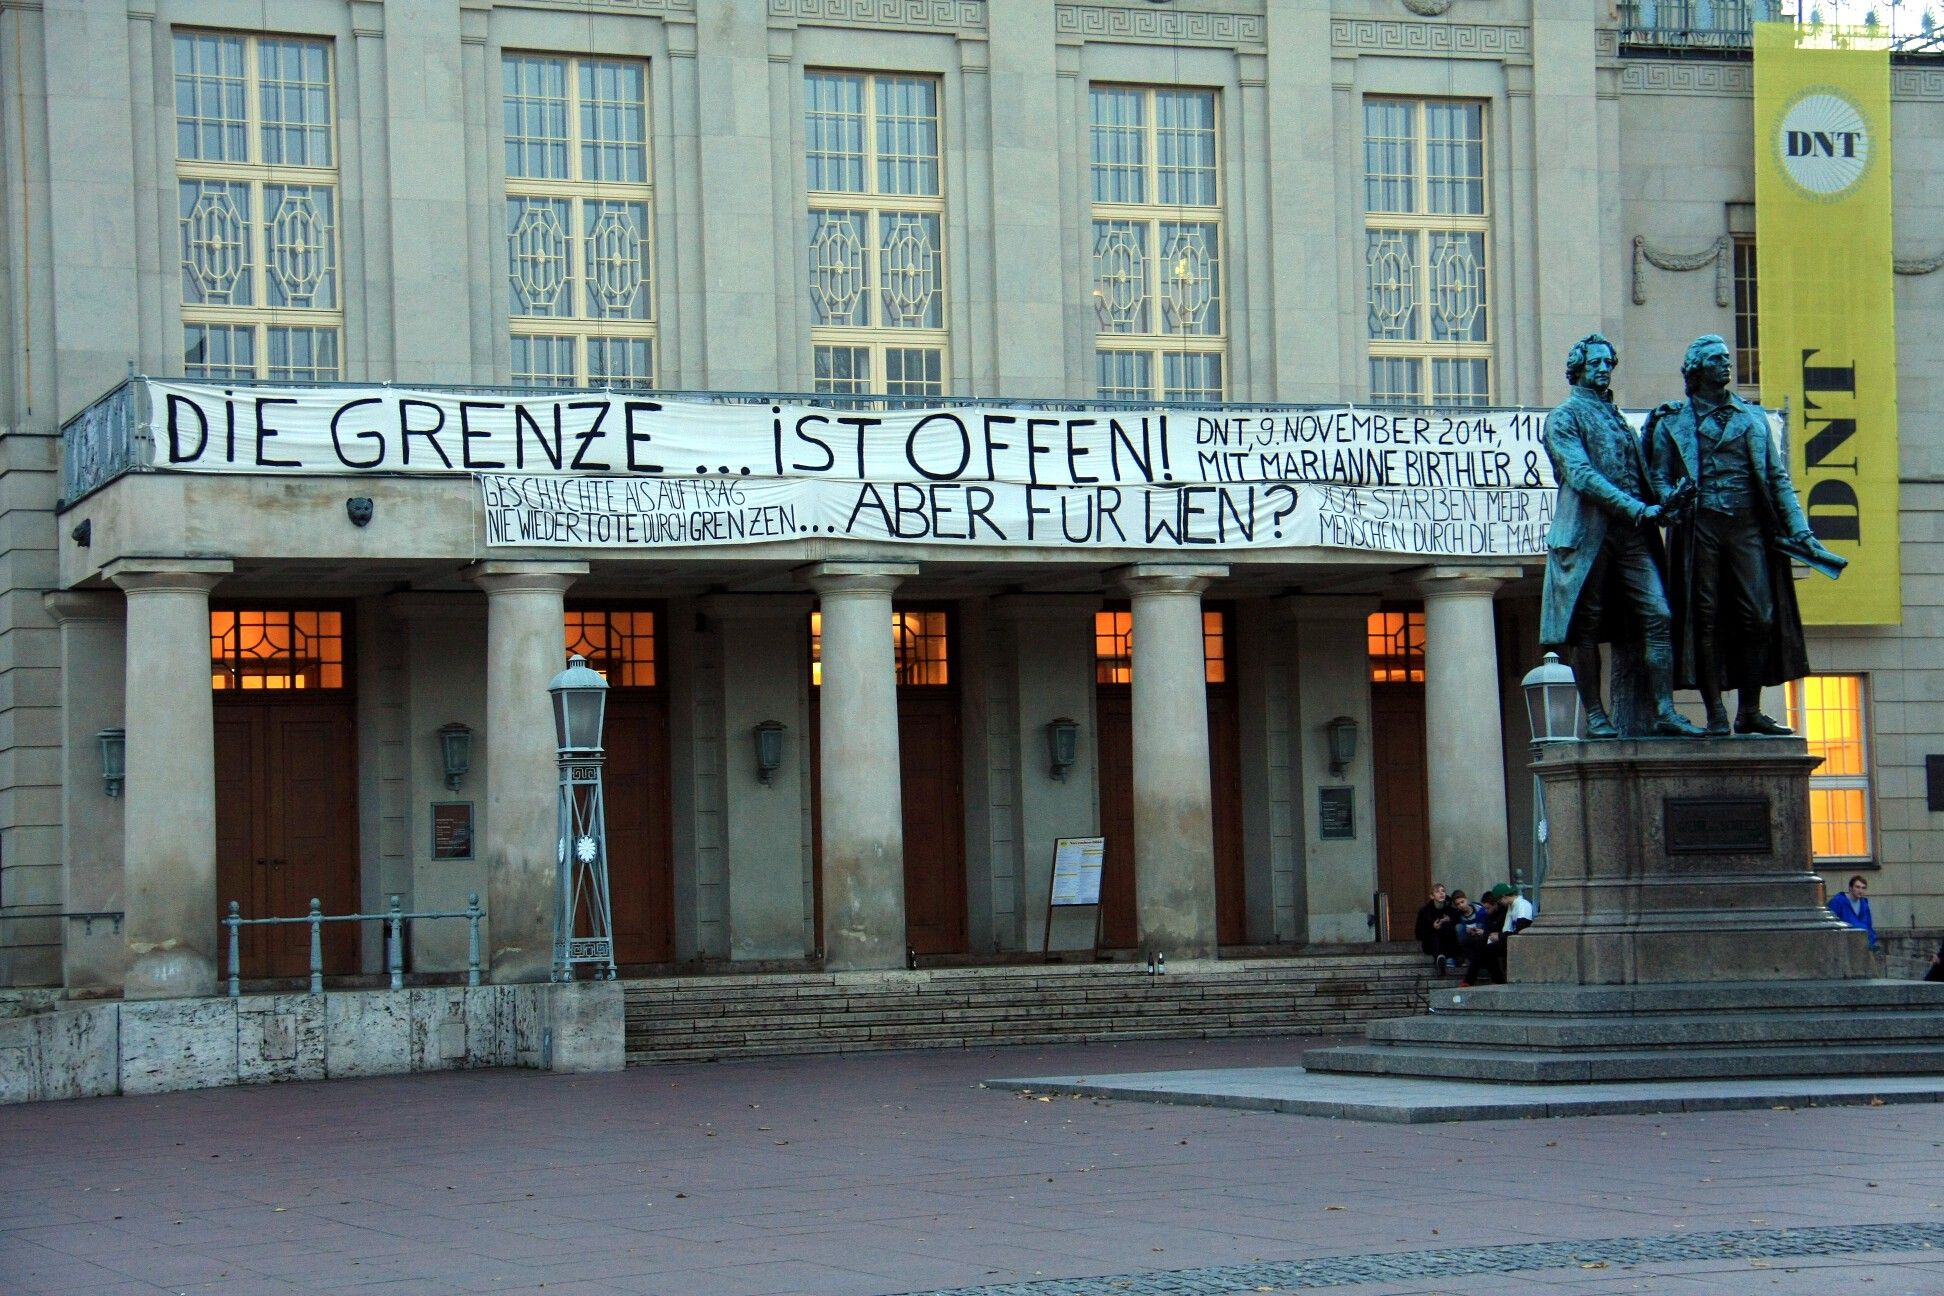 DIE GRENZE ... IST OFFEN!
DNT, 9. NOVEMBER 2014, 11
MIT MARIANNE BIRTHLER &
GESCHICHTE ALS AUFTRAG
NIE WIEDER TOTE DURCH GRENZEN... ABER FÜR WEN?
2014 STARBEN MEHR
MENSCHEN DURCH DIE
DNT
DNT